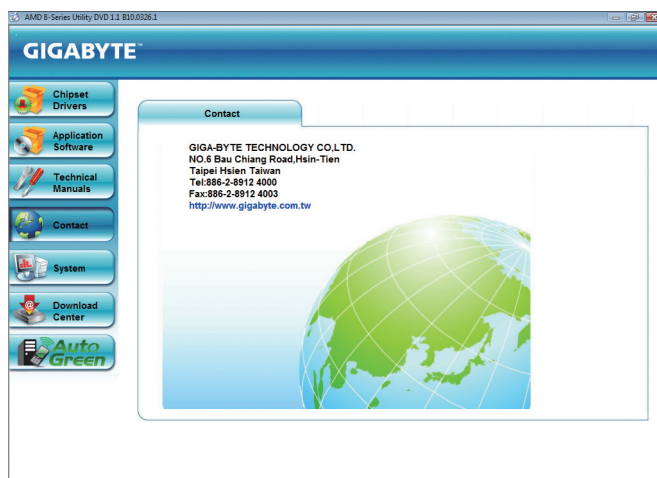 AMD 8-Series Utility DVD 1.1 B10.0326.1
GIGABYTE™
Chipset
Drivers
Application
Software
Technical
Manuals
Contact
System
Download
Center
Auto
Green
Contact
GIGA-BYTE TECHNOLOGY CO,LTD.
NO.6 Bau Chiang Road,Hsin-Tien
Taipei Hsien Taiwan
Tel:886-2-8912 4000
Fax:886-2-8912 4003
http://www.gigabyte.com.tw